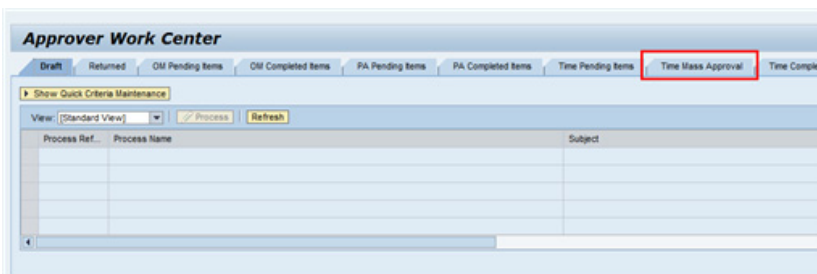 Approver Work Center
Draft Returned OM Pending Items OM Completed Items PA Pending Items PA Completed Items Time Pending Items Time Mass Approval Time Comple
Show Quick Criteria Maintenance
View: [Standard View] Process Refresh
Process Ref... Process Name Subject